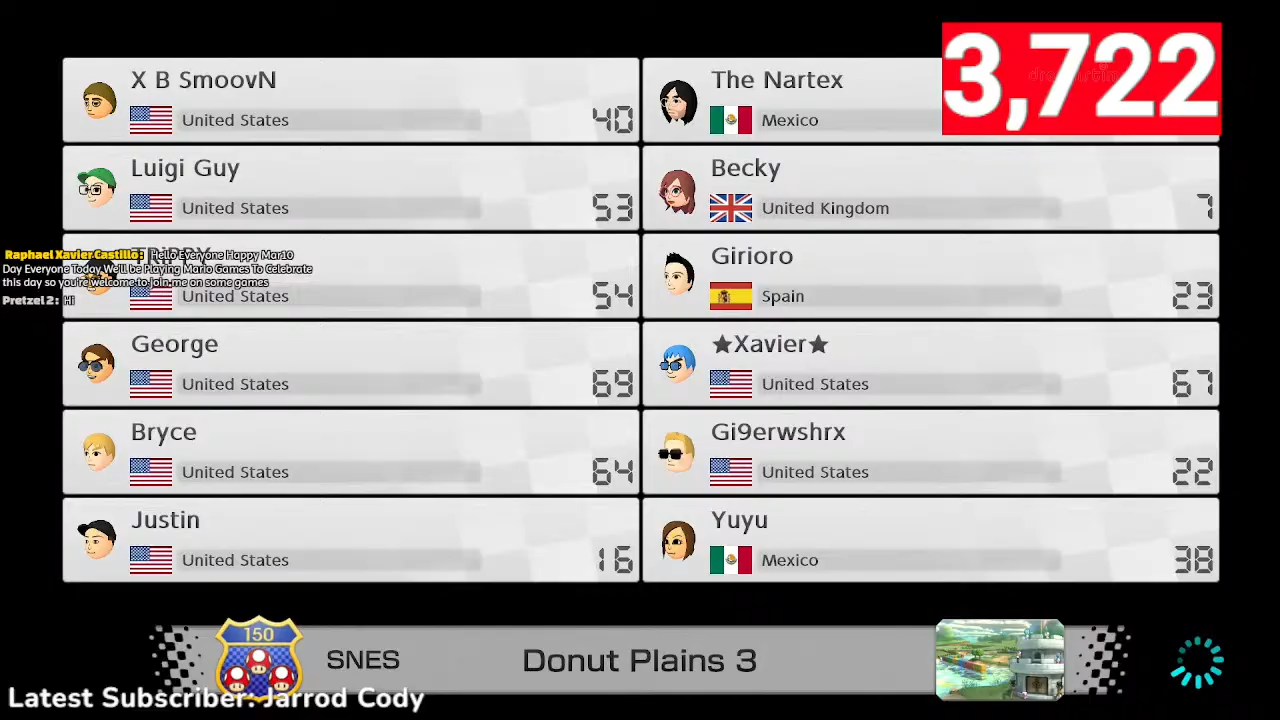 X B SmoovN
United States
40
The Nartex
Mexico
3,722
Luigi Guy
United States
53
Becky
United Kingdom
7
TRiPPY
United States
54
Raphael Xavier Castillo: Hello Everyone Happy Mar10
Day Everyone Today We'll be Playing Mario Games To Celebrate
this day so you're welcome to join me on some games
Pretzel 2: Hi
Girioro
Spain
23
George
United States
69
★Xavier★
United States
67
Bryce
United States
64
Gi9erwshrx
United States
22
Justin
United States
16
Yuyu
Mexico
38
150
SNES
Donut Plains 3
Latest Subscriber: Jarrod Cody